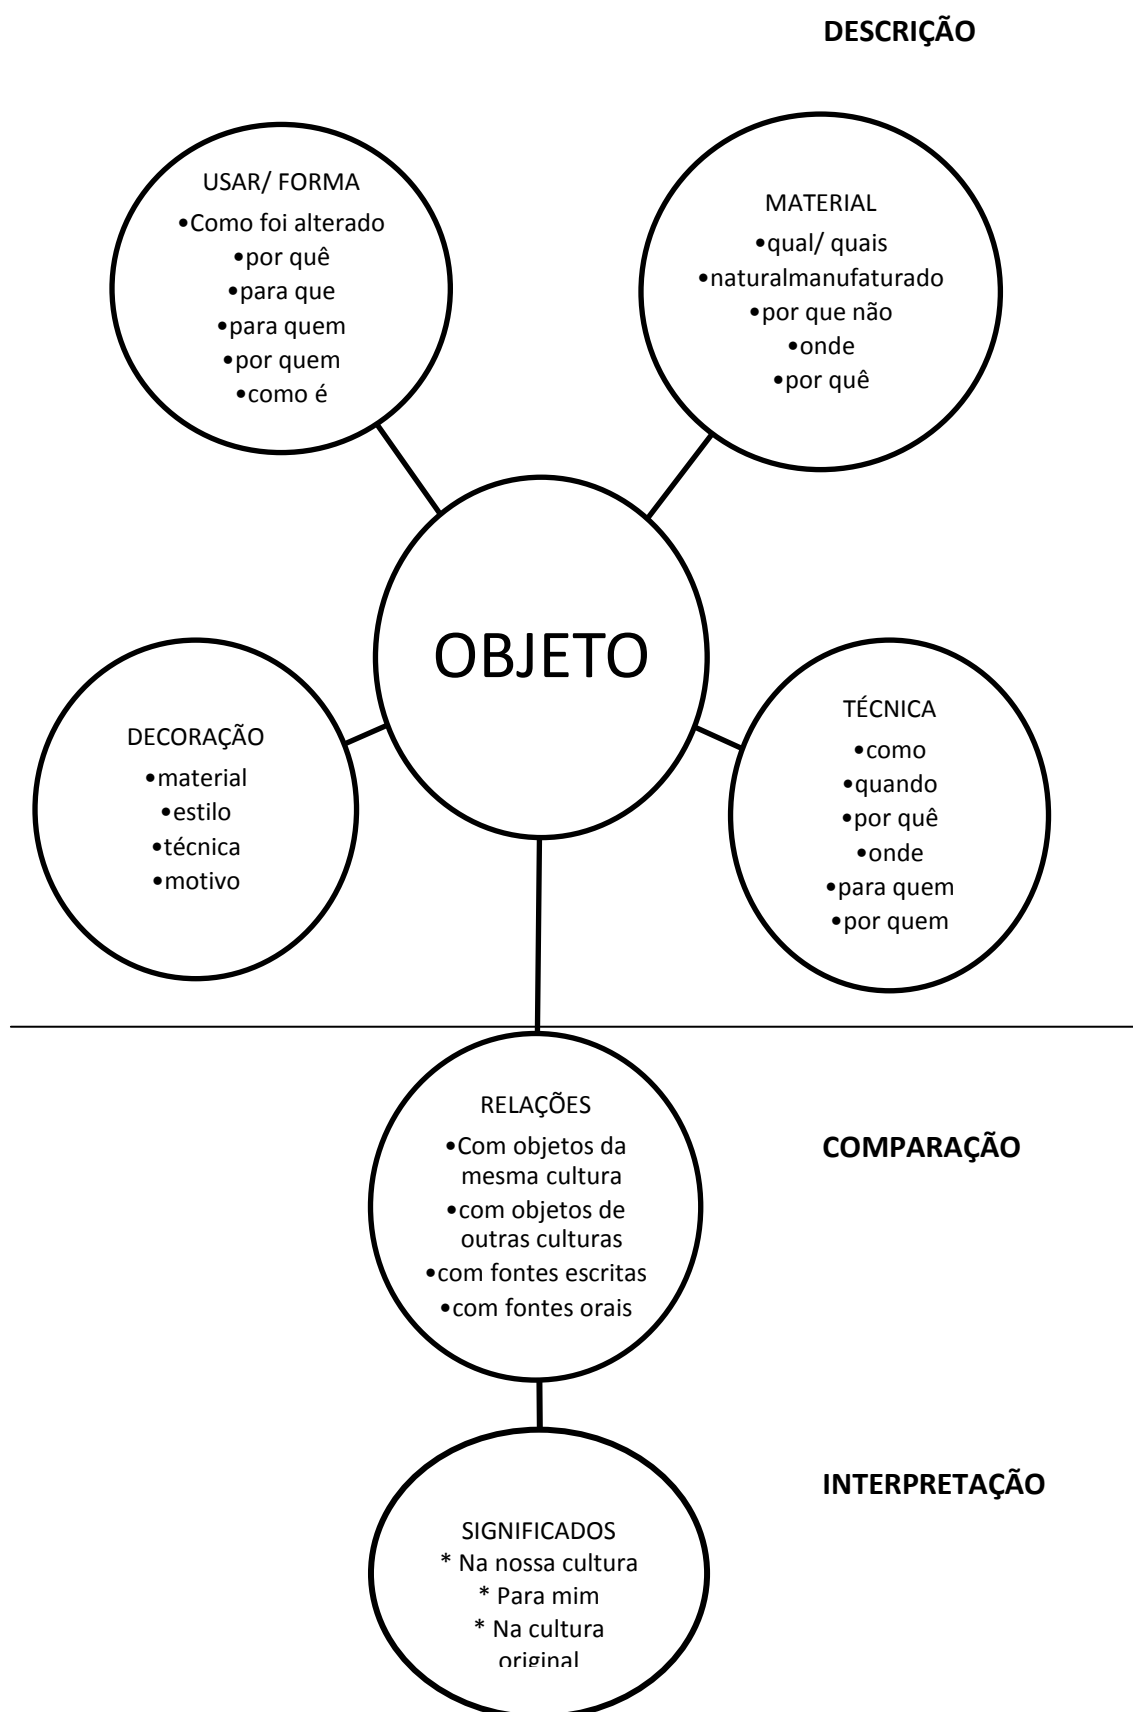 DESCRIÇÃO
USAR/ FORMA
•Como foi alterado
•por quê
•para que
•para quem
•por quem
•como é
MATERIAL
•qual/ quais
•naturalmanufaturado
•por que não
•onde
•por quê
OBJETO
DECORAÇÃO
•material
•estilo
•técnica
•motivo
TÉCNICA
•como
•quando
•por quê
•onde
•para quem
•por quem
RELAÇÕES
•Com objetos da
mesma cultura
•com objetos de
outras culturas
•com fontes escritas
•com fontes orais
COMPARAÇÃO
INTERPRETAÇÃO
SIGNIFICADOS
* Na nossa cultura
* Para mim
* Na cultura
original